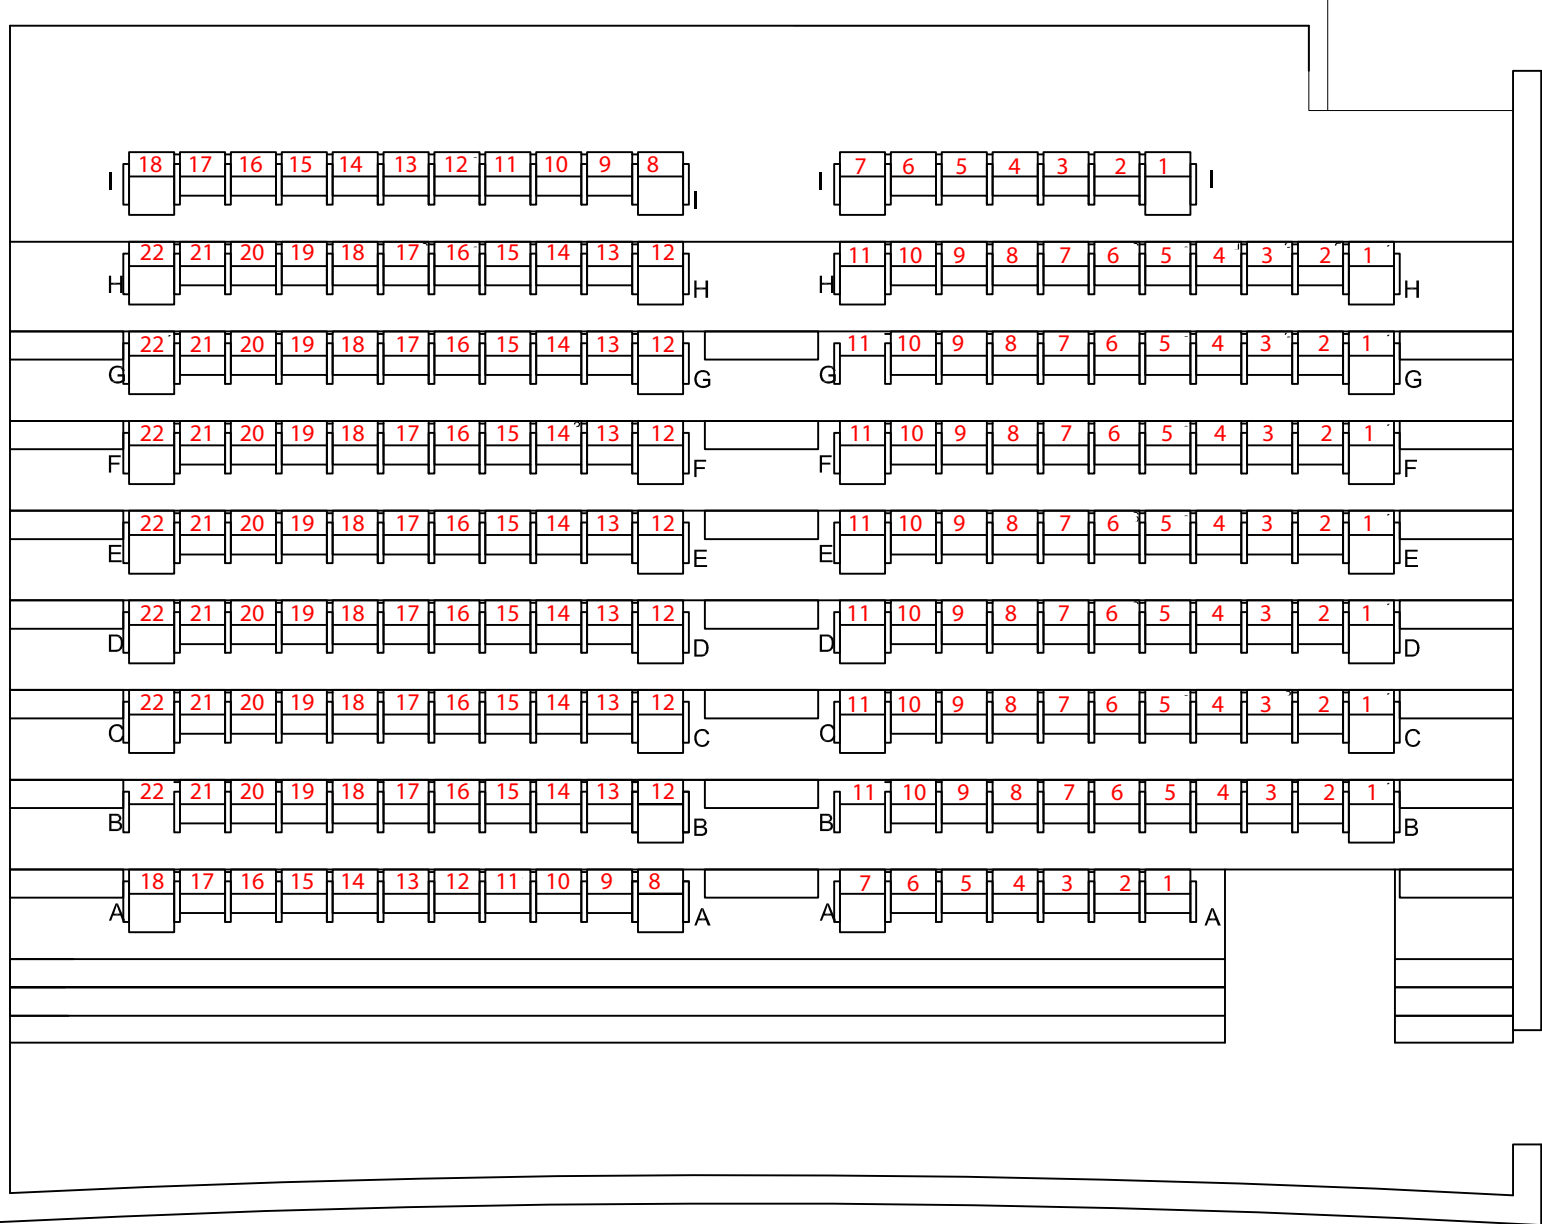 I 18 17 16 15 14 13 12 11 10 9 8 I I 7 6 5 4 3 2 1 I
H 22 21 20 19 18 17 16 15 14 13 12 H H 11 10 9 8 7 6 5 4 3 2 1 H
G 22 21 20 19 18 17 16 15 14 13 12 G G 11 10 9 8 7 6 5 4 3 2 1 G
F 22 21 20 19 18 17 16 15 14 13 12 F F 11 10 9 8 7 6 5 4 3 2 1 F
E 22 21 20 19 18 17 16 15 14 13 12 E E 11 10 9 8 7 6 5 4 3 2 1 E
D 22 21 20 19 18 17 16 15 14 13 12 D D 11 10 9 8 7 6 5 4 3 2 1 D
C 22 21 20 19 18 17 16 15 14 13 12 C C 11 10 9 8 7 6 5 4 3 2 1 C
B 22 21 20 19 18 17 16 15 14 13 12 B B 11 10 9 8 7 6 5 4 3 2 1 B
A 18 17 16 15 14 13 12 11 10 9 8 A A 7 6 5 4 3 2 1 A